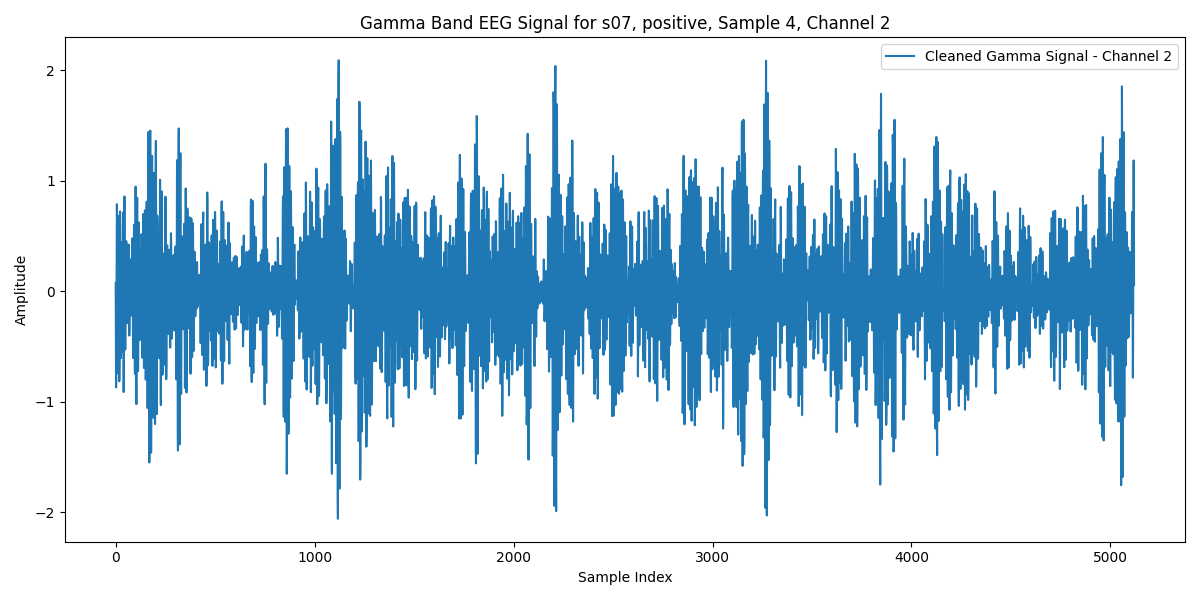 Gamma Band EEG Signal for s07, positive, Sample 4, Channel 2
Cleaned Gamma Signal - Channel 2
Amplitude
2
1
0
−1
−2
0 1000 2000 3000 4000 5000
Sample Index